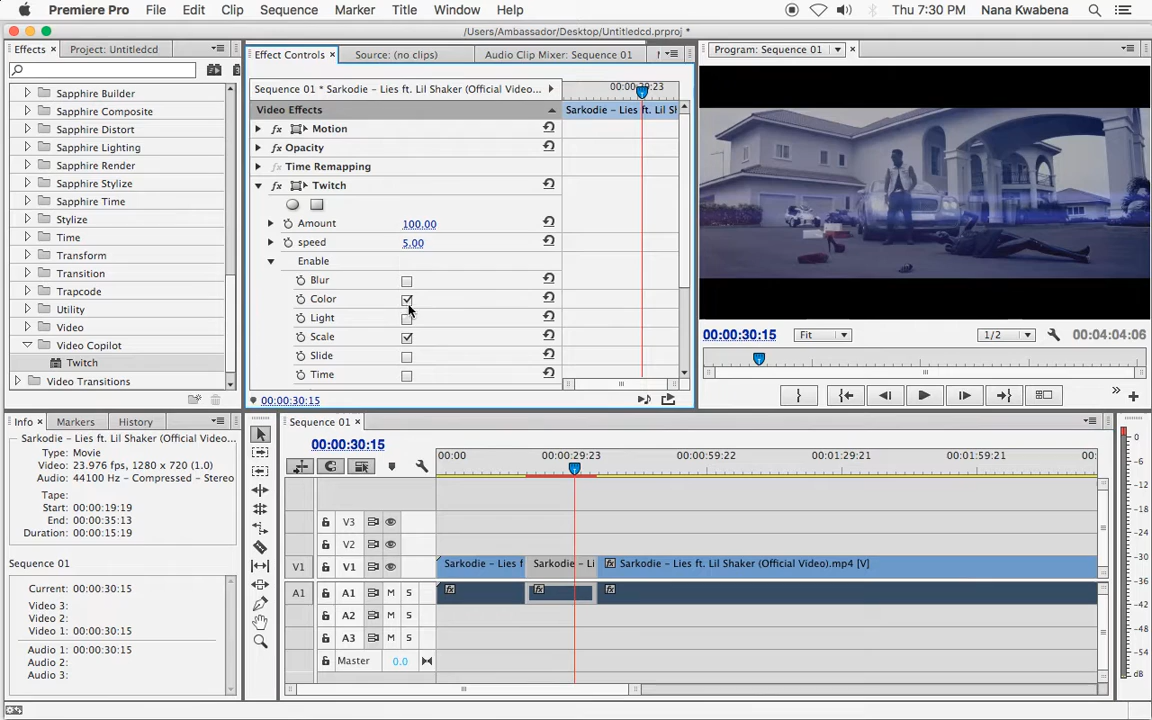 Premiere Pro File Edit Clip Sequence Marker Title Window Help Thu 7:30 PM Nana Kwabena
/Users/Ambassador/Desktop/Untitledcd.prproj *
Effects × Project: Untitledcd
Sapphire Builder
Sapphire Composite
Sapphire Distort
Sapphire Lighting
Sapphire Render
Sapphire Stylize
Sapphire Time
Stylize
Time
Transform
Transition
Trapcode
Utility
Video
Video Copilot
Twitch
Video Transitions
Effect Controls × Source: (no clips) Audio Clip Mixer: Sequence 01
Sequence 01 * Sarkodie – Lies ft. Lil Shaker (Official Video...
Video Effects
fx Motion
fx Opacity
fx Time Remapping
fx Twitch
Amount 100.00
speed 5.00
Enable
Blur
Color
Light
Scale
Slide
Time
00:00:30:15
Sarkodie – Lies ft. Lil Sh
Program: Sequence 01 ×
00:00:30:15 Fit 1/2 00:04:04:06
Info × Markers History
Sarkodie – Lies ft. Lil Shaker (Official Video...
Type: Movie
Video: 23.976 fps, 1280 x 720 (1.0)
Audio: 44100 Hz – Compressed – Stereo
Tape:
Start: 00:00:19:19
End: 00:00:35:13
Duration: 00:00:15:19
Sequence 01
Current: 00:00:30:15
Video 3:
Video 2:
Video 1: 00:00:30:15
Audio 1: 00:00:30:15
Audio 2:
Audio 3:
Sequence 01 ×
00:00:30:15
00:00 00:00:29:23 00:00:59:22 00:01:29:21 00:01:59:21 00:
V3
V2
V1 V1 Sarkodie – Lies f Sarkodie – Li fx Sarkodie – Lies ft. Lil Shaker (Official Video).mp4 [V]
A1 A1 M S fx fx fx
A2 M S
A3 M S
Master 0.0
0
-6
-12
-18
-24
-30
-36
-42
-48
-54
dB